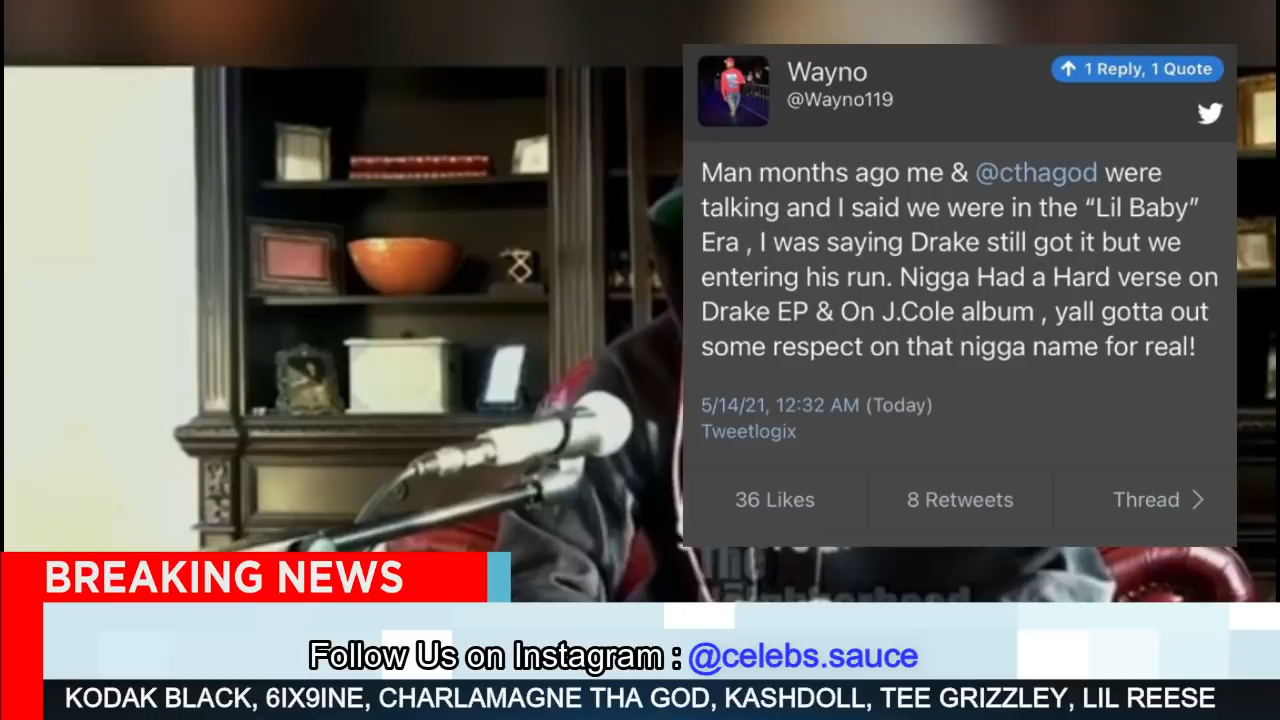 Wayno
1 Reply, 1 Quote
@Wayno119
Man months ago me & @cthagod were
talking and I said we were in the “Lil Baby”
Era , I was saying Drake still got it but we
entering his run. Nigga Had a Hard verse on
Drake EP & On J.Cole album , yall gotta out
some respect on that nigga name for real!
5/14/21, 12:32 AM (Today)
Tweetlogix
36 Likes
8 Retweets
Thread
The
Neighborhood
BREAKING NEWS
Follow Us on Instagram : @celebs.sauce
KODAK BLACK, 6IX9INE, CHARLAMAGNE THA GOD, KASHDOLL, TEE GRIZZLEY, LIL REESE